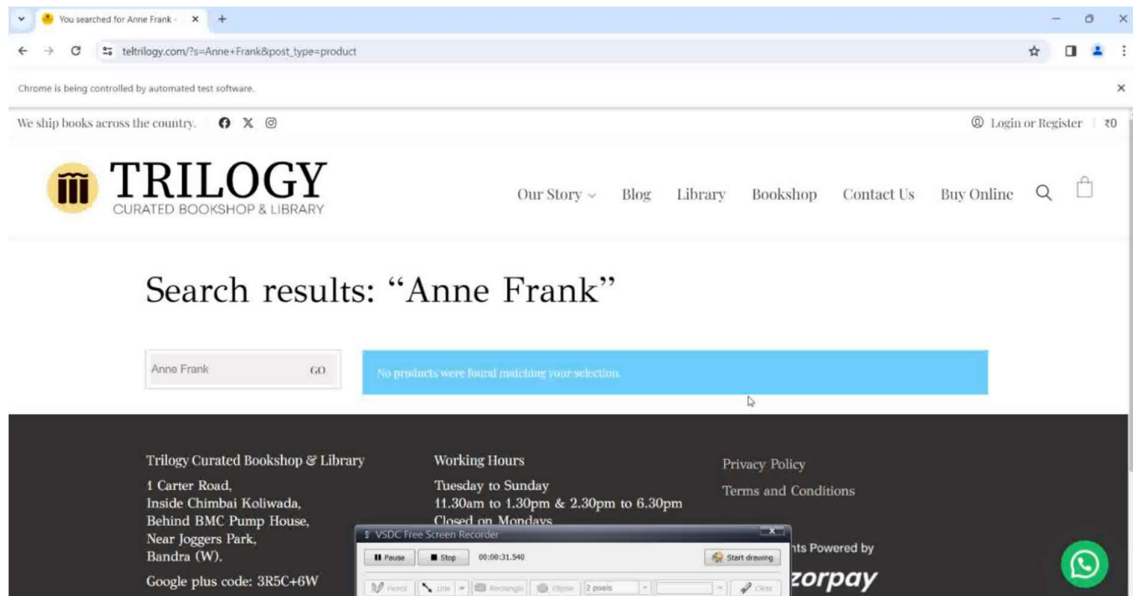 You searched for Anne Frank -
teltrilogy.com/?s=Anne+Frank&post_type=product
Chrome is being controlled by automated test software.
We ship books across the country.
Login or Register
₹0
TRILOGY
CURATED BOOKSHOP & LIBRARY
Our Story Blog Library Bookshop Contact Us Buy Online
Search results: “Anne Frank”
Anne Frank GO
No products were found matching your selection.
Trilogy Curated Bookshop & Library
1 Carter Road,
Inside Chimbai Koliwada,
Behind BMC Pump House,
Near Joggers Park,
Bandra (W).
Google plus code: 3R5C+6W
Working Hours
Tuesday to Sunday
11.30am to 1.30pm & 2.30pm to 6.30pm
Closed on Mondays
Privacy Policy
Terms and Conditions
nts Powered by
zorpay
VSDC Free Screen Recorder
Pause Stop 00:00:31.540 Start drawing
Line Rectangle Ellipse 2 pixels Clear